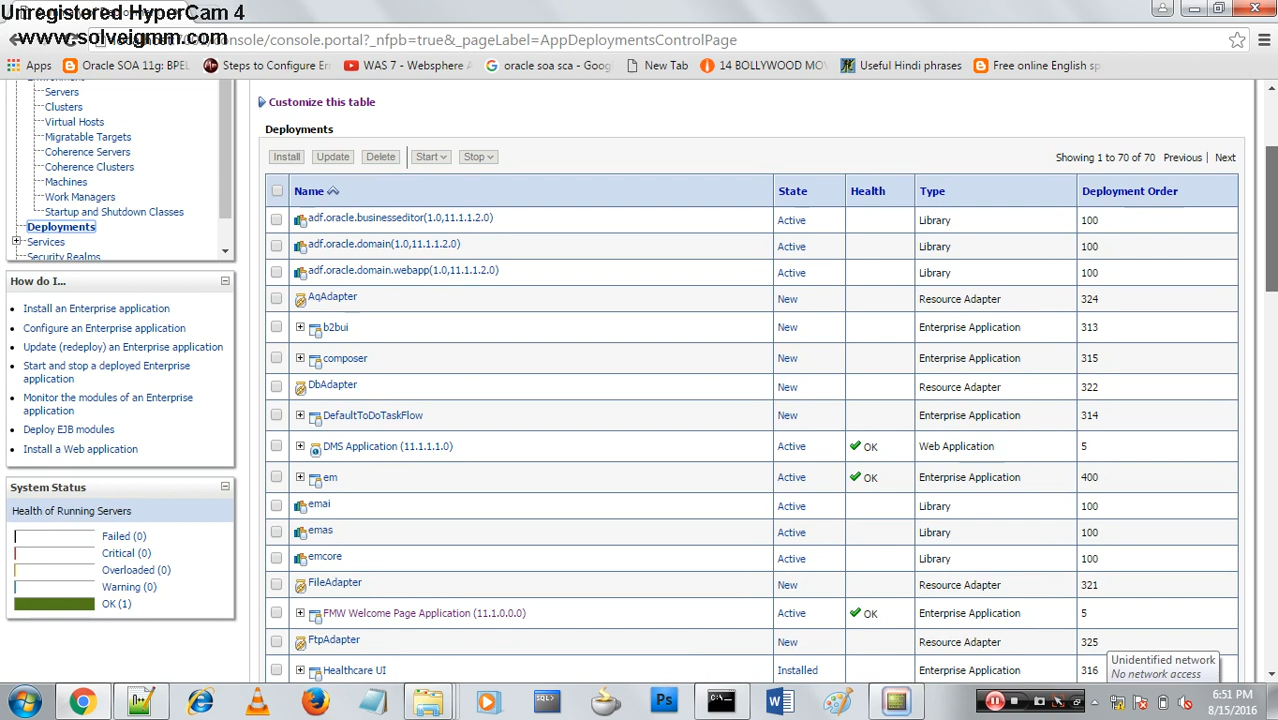 Unregistered HyperCam 4
www.solveigmm.com
/console/console.portal?_nfpb=true&_pageLabel=AppDeploymentsControlPage
Apps
Oracle SOA 11g: BPEL
Steps to Configure Er
WAS 7 - Websphere
oracle soa sca - Goog
New Tab
14 BOLLYWOOD MOV
Useful Hindi phrases
Free online English sp
Environment
Servers
Clusters
Virtual Hosts
Migratable Targets
Coherence Servers
Coherence Clusters
Machines
Work Managers
Startup and Shutdown Classes
Deployments
Services
Security Realms
How do I...
Install an Enterprise application
Configure an Enterprise application
Update (redeploy) an Enterprise application
Start and stop a deployed Enterprise
application
Monitor the modules of an Enterprise
application
Deploy EJB modules
Install a Web application
System Status
Health of Running Servers
Failed (0)
Critical (0)
Overloaded (0)
Warning (0)
OK (1)
Customize this table
Deployments
Install Update Delete Start Stop Showing 1 to 70 of 70 Previous | Next
Name State Health Type Deployment Order
adf.oracle.businesseditor(1.0,11.1.1.2.0) Active Library 100
adf.oracle.domain(1.0,11.1.1.2.0) Active Library 100
adf.oracle.domain.webapp(1.0,11.1.1.2.0) Active Library 100
AqAdapter New Resource Adapter 324
b2bui New Enterprise Application 313
composer New Enterprise Application 315
DbAdapter New Resource Adapter 322
DefaultToDoTaskFlow New Enterprise Application 314
DMS Application (11.1.1.1.0) Active OK Web Application 5
em Active OK Enterprise Application 400
emai Active Library 100
emas Active Library 100
emcore Active Library 100
FileAdapter New Resource Adapter 321
FMW Welcome Page Application (11.1.0.0.0) Active OK Enterprise Application 5
FtpAdapter New Resource Adapter 325
Healthcare UI Installed Enterprise Application 316
Unidentified network
No network access
6:51 PM
8/15/2016